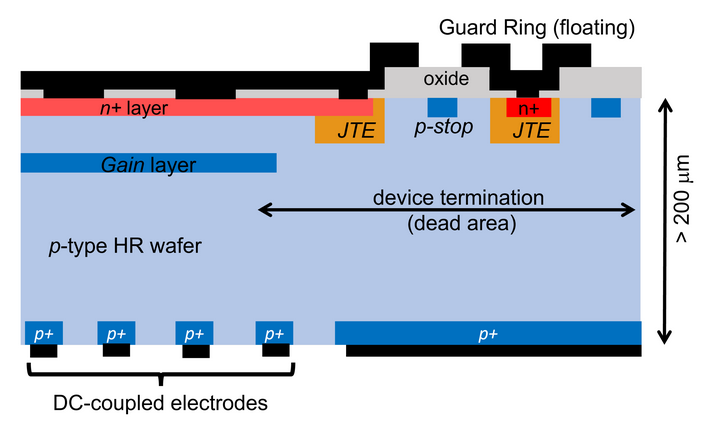 Guard Ring (floating)
oxide
n+ layer
n+
JTE
p-stop
JTE
Gain layer
device termination
(dead area)
> 200 µm
p-type HR wafer
p+
p+
p+
p+
p+
DC-coupled electrodes